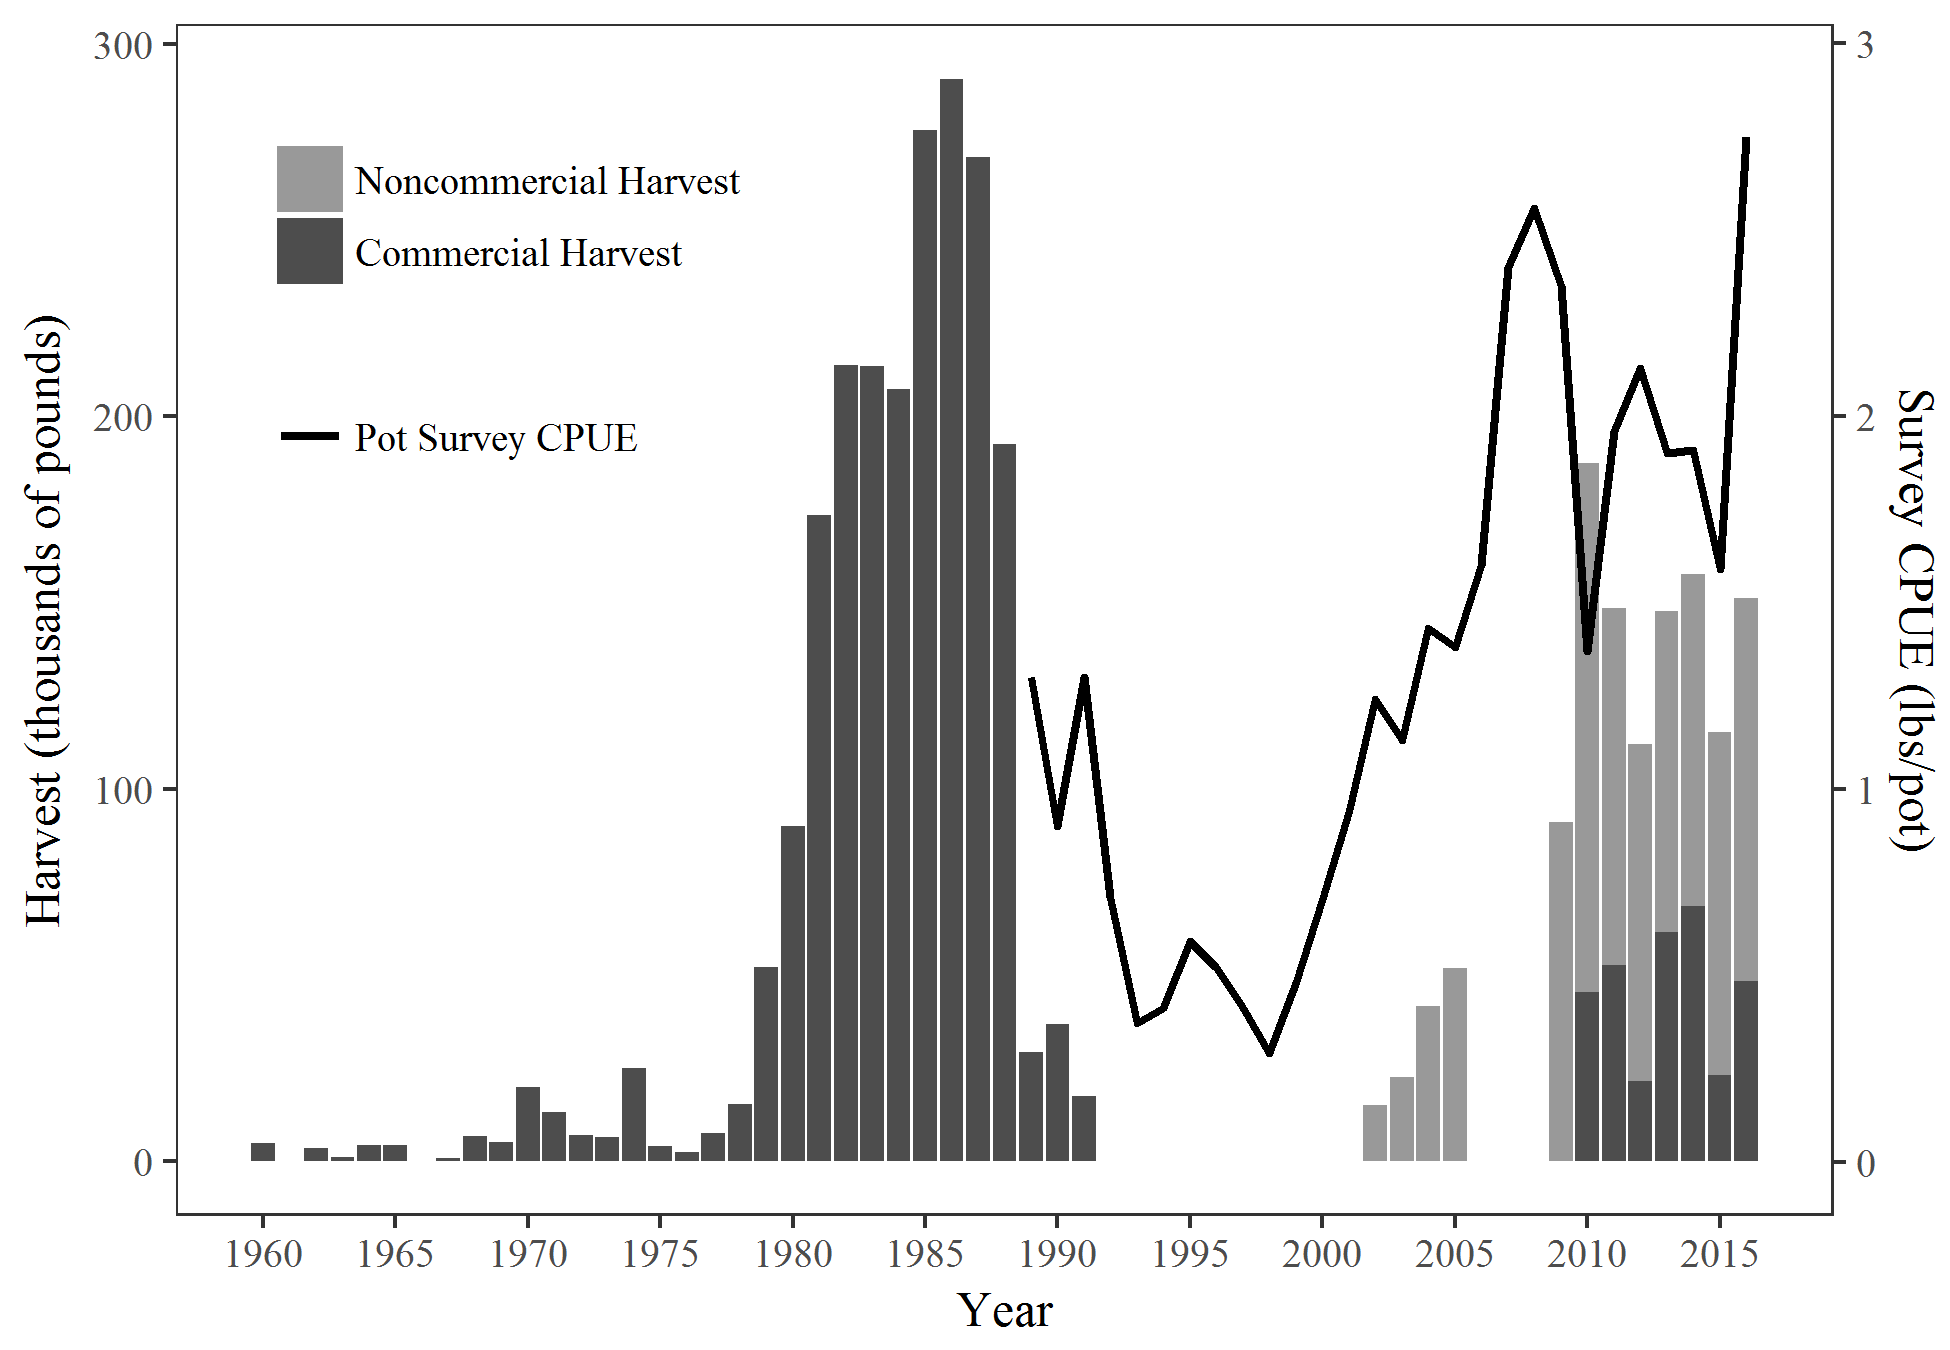 Noncommercial Harvest
Commercial Harvest
Pot Survey CPUE
Harvest (thousands of pounds)
300
200
100
0
Survey CPUE (lbs/pot)
3
2
1
0
1960 1965 1970 1975 1980 1985 1990 1995 2000 2005 2010 2015
Year